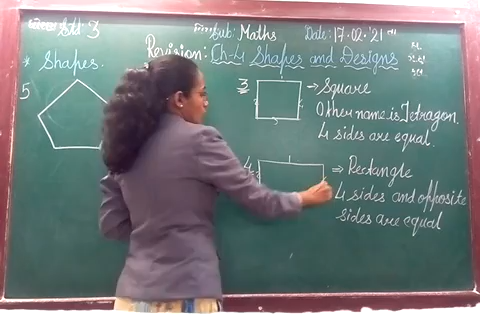 Std 3
Sub: Maths
Date: 17.02.'21
Revision: Ch-4 Shapes and Designs
* Shapes.
5
3 → Square
Other name is Tetragon.
4 sides are equal.
4 ⇒ Rectangle
4 sides and opposite
sides are equal